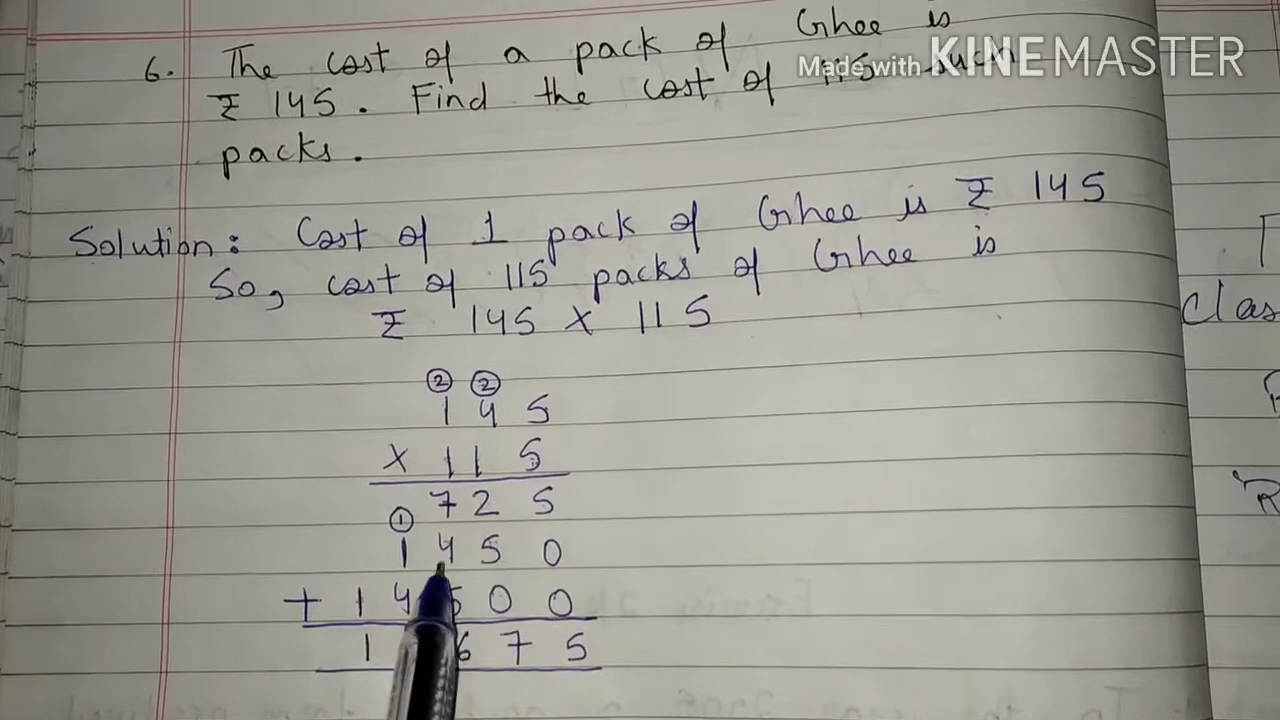 6. The cost of a pack of Ghee is
Made with KINEMASTER
₹ 145. Find the cost of 115 such
packs.
Solution: Cost of 1 pack of Ghee is ₹ 145
So, cost of 115 packs of Ghee is
₹ 145 x 115
② ②
1 4 5
x 1 1 5
7 2 5
①
1 4 5 0
+ 1 4 5 0 0
1 6 7 5
Clas
R